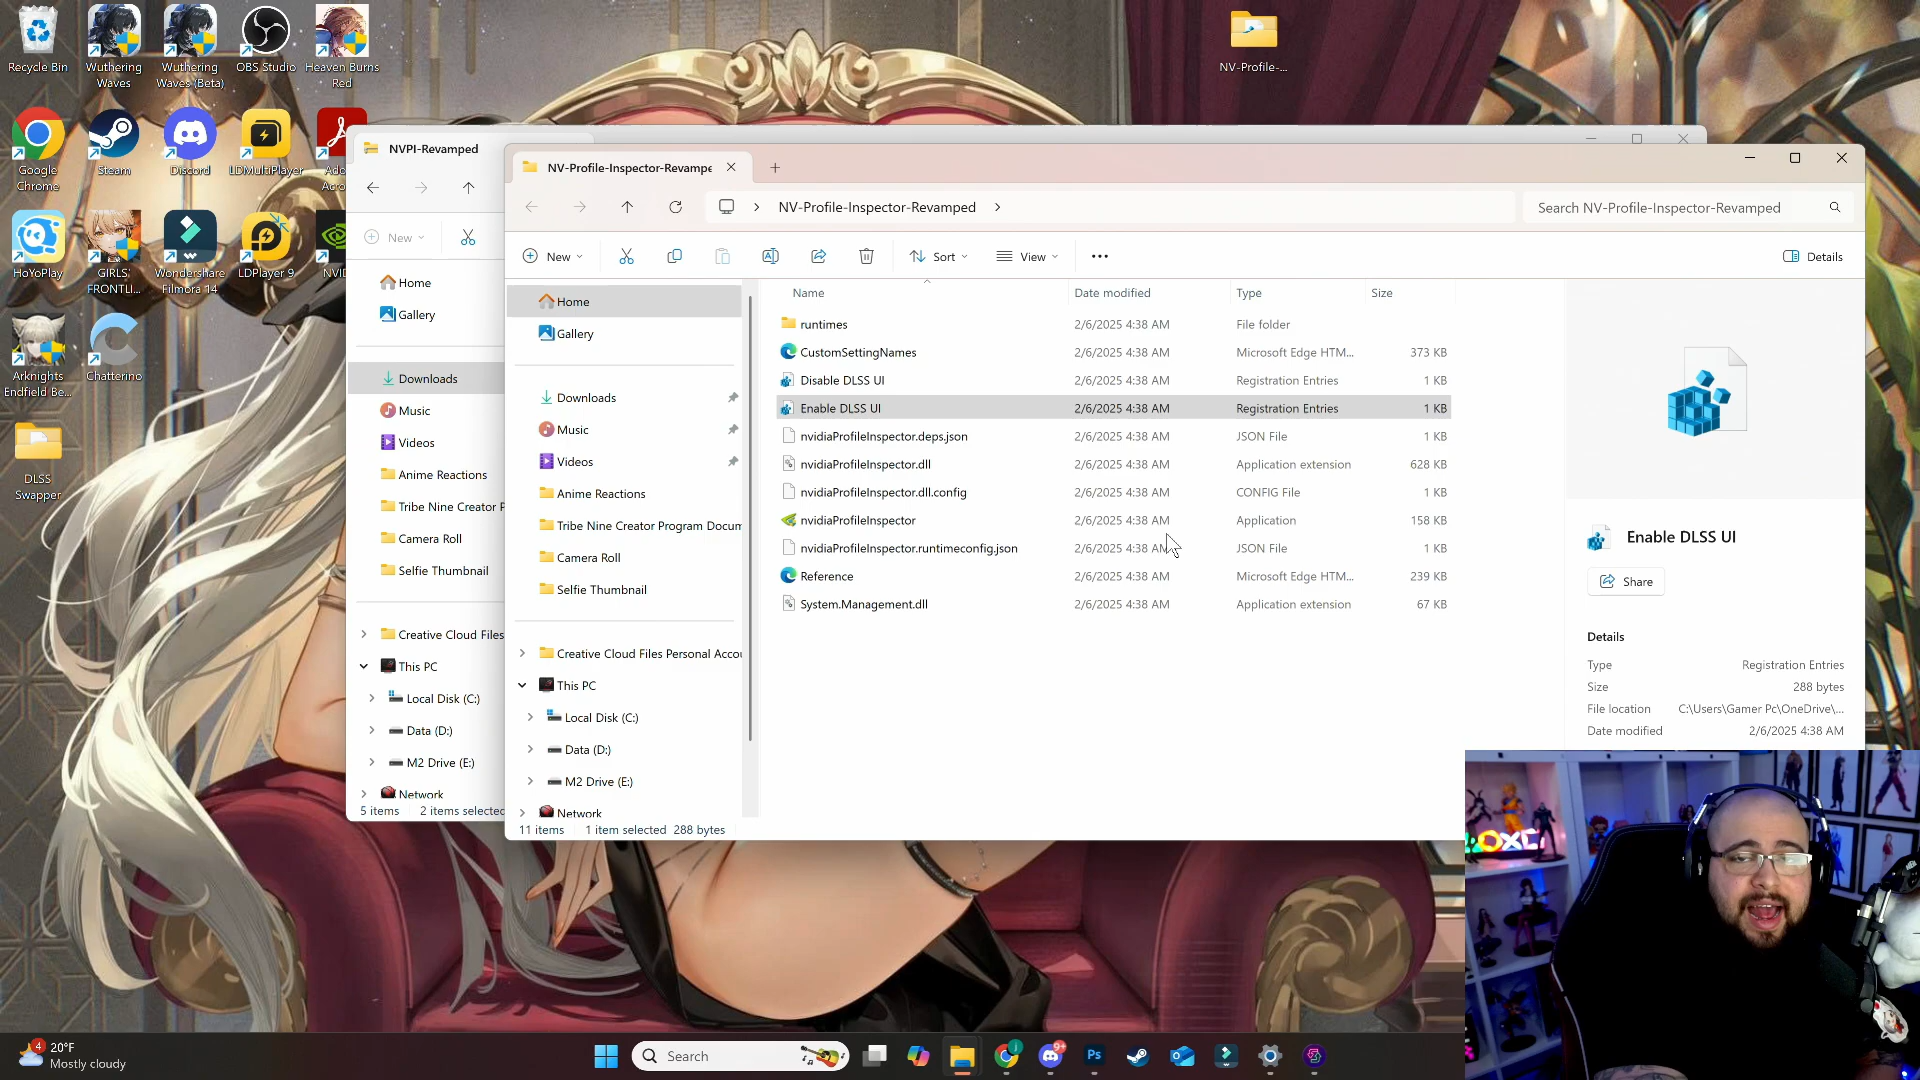 Recycle Bin
Wuthering
Waves
Wuthering
Waves (Beta)
OBS Studio
Heaven Burns
Red
NV-Profile-...
Google
Chrome
Steam
Discord
LDMultiPlayer
Ado
Acro
HoYoPlay
GIRLS'
FRONTLI...
Wondershare
Filmora 14
LDPlayer 9
NVID
Arknights
Endfield Be...
Chatterino
DLSS
Swapper
NVPI-Revamped
New
Home
Gallery
Downloads
Music
Videos
Anime Reactions
Tribe Nine Creator P
Camera Roll
Selfie Thumbnail
Creative Cloud Files
This PC
Local Disk (C:)
Data (D:)
M2 Drive (E:)
Network
5 items 2 items selected
NV-Profile-Inspector-Revampe
NV-Profile-Inspector-Revamped
Search NV-Profile-Inspector-Revamped
New
Sort
View
Details
Home
Gallery
Downloads
Music
Videos
Anime Reactions
Tribe Nine Creator Program Docum
Camera Roll
Selfie Thumbnail
Creative Cloud Files Personal Accou
This PC
Local Disk (C:)
Data (D:)
M2 Drive (E:)
Network
11 items 1 item selected 288 bytes
Name Date modified Type Size
runtimes 2/6/2025 4:38 AM File folder
CustomSettingNames 2/6/2025 4:38 AM Microsoft Edge HTM... 373 KB
Disable DLSS UI 2/6/2025 4:38 AM Registration Entries 1 KB
Enable DLSS UI 2/6/2025 4:38 AM Registration Entries 1 KB
nvidiaProfileInspector.deps.json 2/6/2025 4:38 AM JSON File 1 KB
nvidiaProfileInspector.dll 2/6/2025 4:38 AM Application extension 628 KB
nvidiaProfileInspector.dll.config 2/6/2025 4:38 AM CONFIG File 1 KB
nvidiaProfileInspector 2/6/2025 4:38 AM Application 158 KB
nvidiaProfileInspector.runtimeconfig.json 2/6/2025 4:38 AM JSON File 1 KB
Reference 2/6/2025 4:38 AM Microsoft Edge HTM... 239 KB
System.Management.dll 2/6/2025 4:38 AM Application extension 67 KB
Enable DLSS UI
Share
Details
Type Registration Entries
Size 288 bytes
File location C:\Users\Gamer Pc\OneDrive\...
Date modified 2/6/2025 4:38 AM
4
20°F
Mostly cloudy
Search
j
9+
Ps